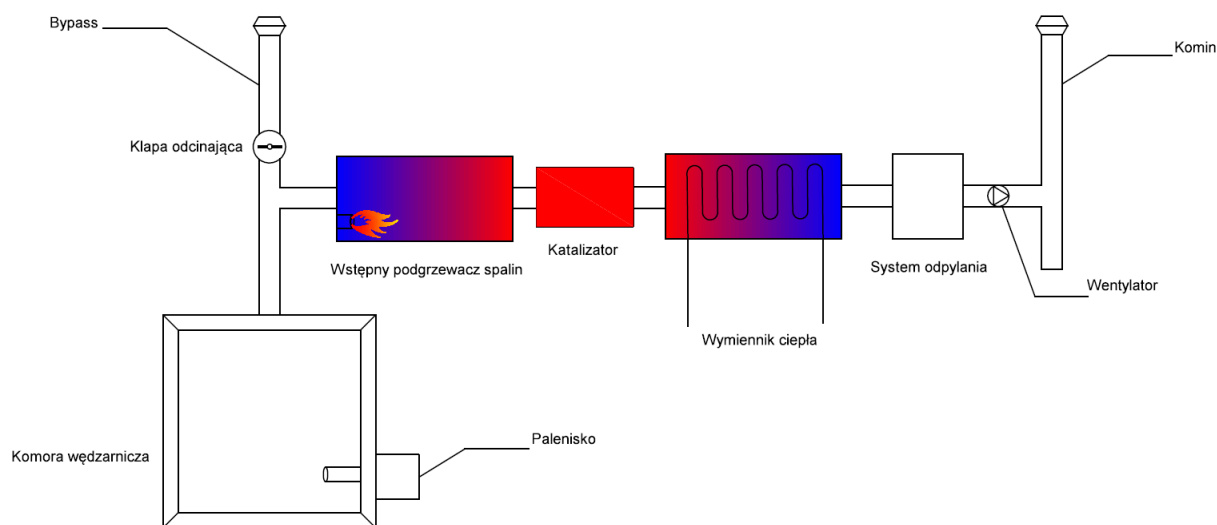 Bypass
Komin
Klapa odcinająca
Katalizator
Wstępny podgrzewacz spalin
System odpylania
Wentylator
Wymiennik ciepła
Palenisko
Komora wędzarnicza